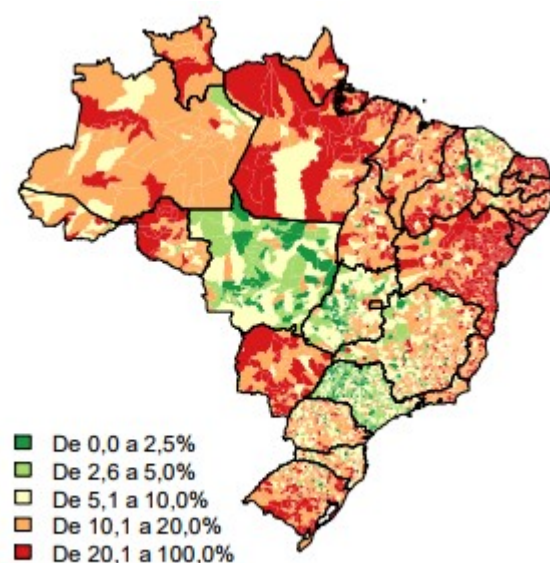 De 0,0 a 2,5%
De 2,6 a 5,0%
De 5,1 a 10,0%
De 10,1 a 20,0%
De 20,1 a 100,0%